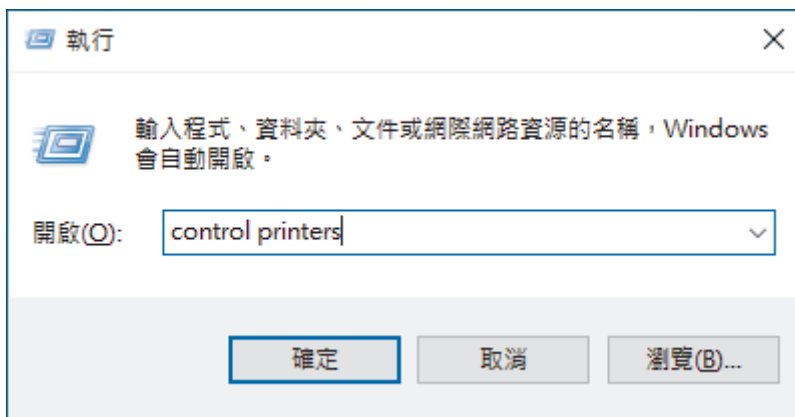 執行
輸入程式、資料夾、文件或網際網路資源的名稱，Windows
會自動開啟。
開啟(O): control printers
確定 取消 瀏覽(B)...